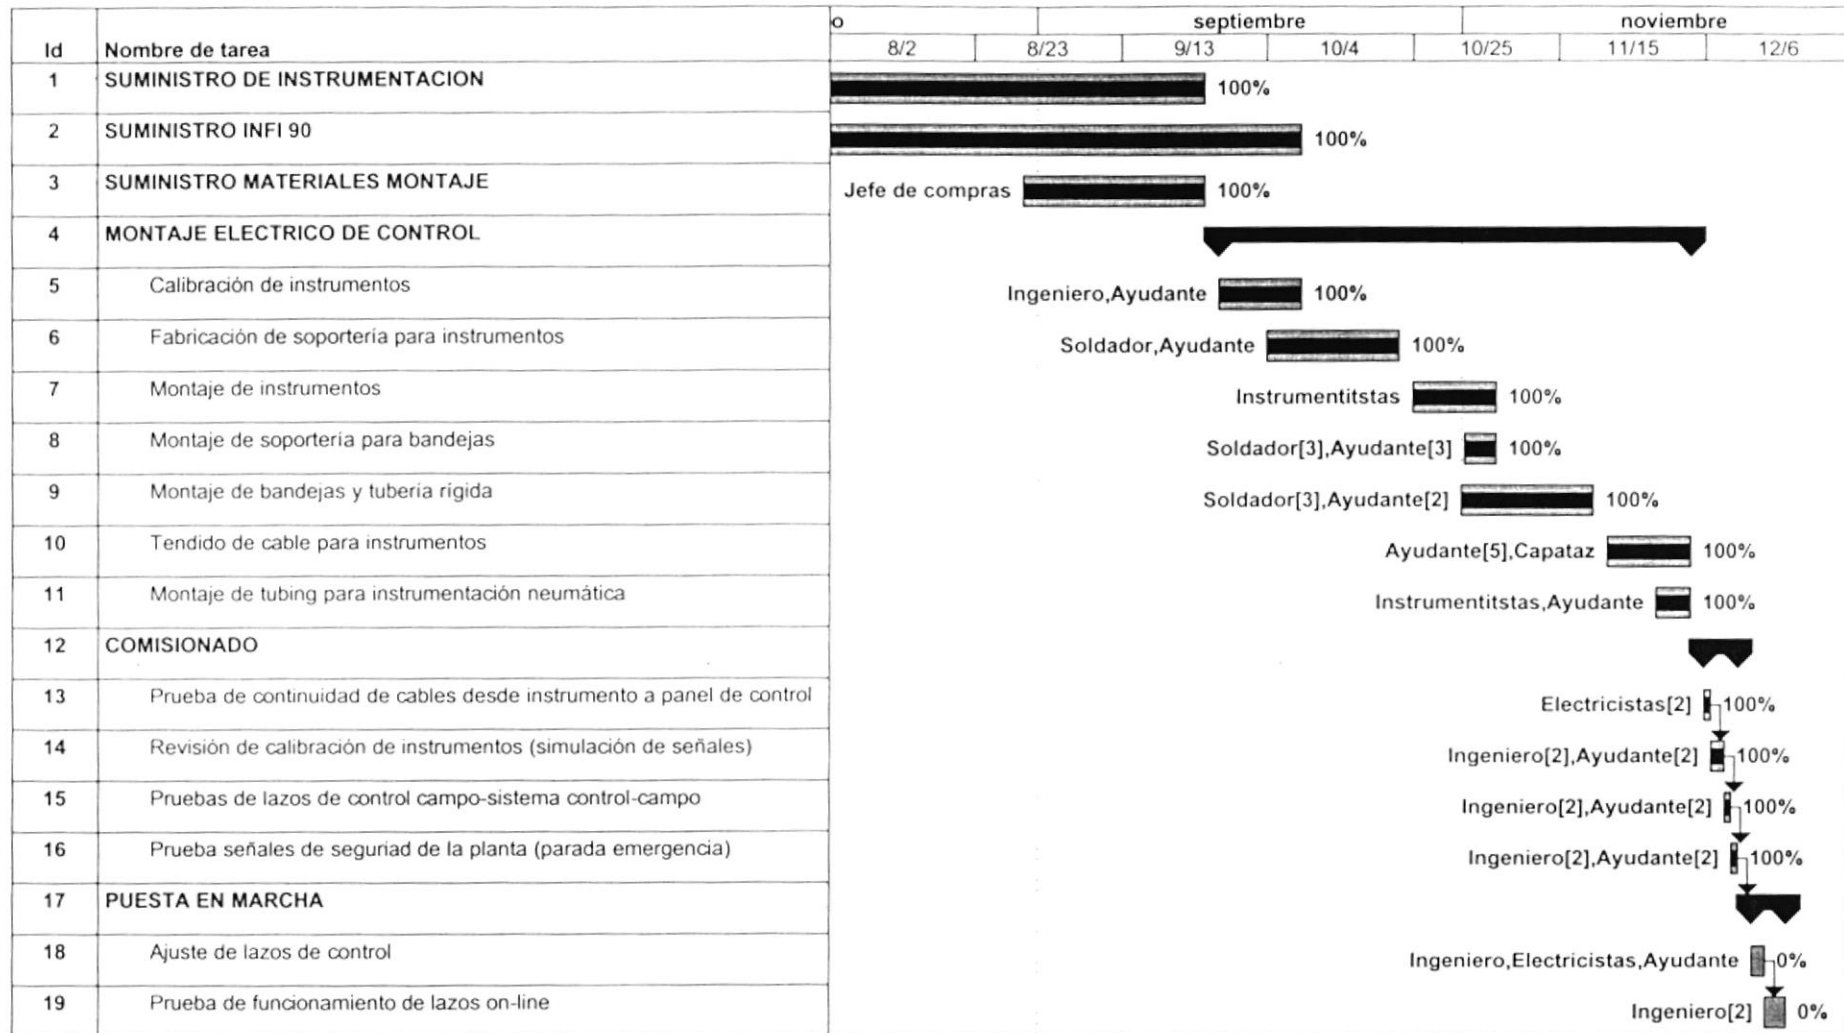 o septiembre noviembre
Id Nombre de tarea 8/2 8/23 9/13 10/4 10/25 11/15 12/6
1 SUMINISTRO DE INSTRUMENTACION 100%
2 SUMINISTRO INFI 90 100%
3 SUMINISTRO MATERIALES MONTAJE Jefe de compras 100%
4 MONTAJE ELECTRICO DE CONTROL
5 Calibración de instrumentos Ingeniero,Ayudante 100%
6 Fabricación de soportería para instrumentos Soldador,Ayudante 100%
7 Montaje de instrumentos Instrumentitstas 100%
8 Montaje de soportería para bandejas Soldador[3],Ayudante[3] 100%
9 Montaje de bandejas y tubería rígida Soldador[3],Ayudante[2] 100%
10 Tendido de cable para instrumentos Ayudante[5],Capataz 100%
11 Montaje de tubing para instrumentación neumática Instrumentitstas,Ayudante 100%
12 COMISIONADO
13 Prueba de continuidad de cables desde instrumento a panel de control Electricistas[2] 100%
14 Revisión de calibración de instrumentos (simulación de señales) Ingeniero[2],Ayudante[2] 100%
15 Pruebas de lazos de control campo-sistema control-campo Ingeniero[2],Ayudante[2] 100%
16 Prueba señales de seguriad de la planta (parada emergencia) Ingeniero[2],Ayudante[2] 100%
17 PUESTA EN MARCHA
18 Ajuste de lazos de control Ingeniero,Electricistas,Ayudante 0%
19 Prueba de funcionamiento de lazos on-line Ingeniero[2] 0%